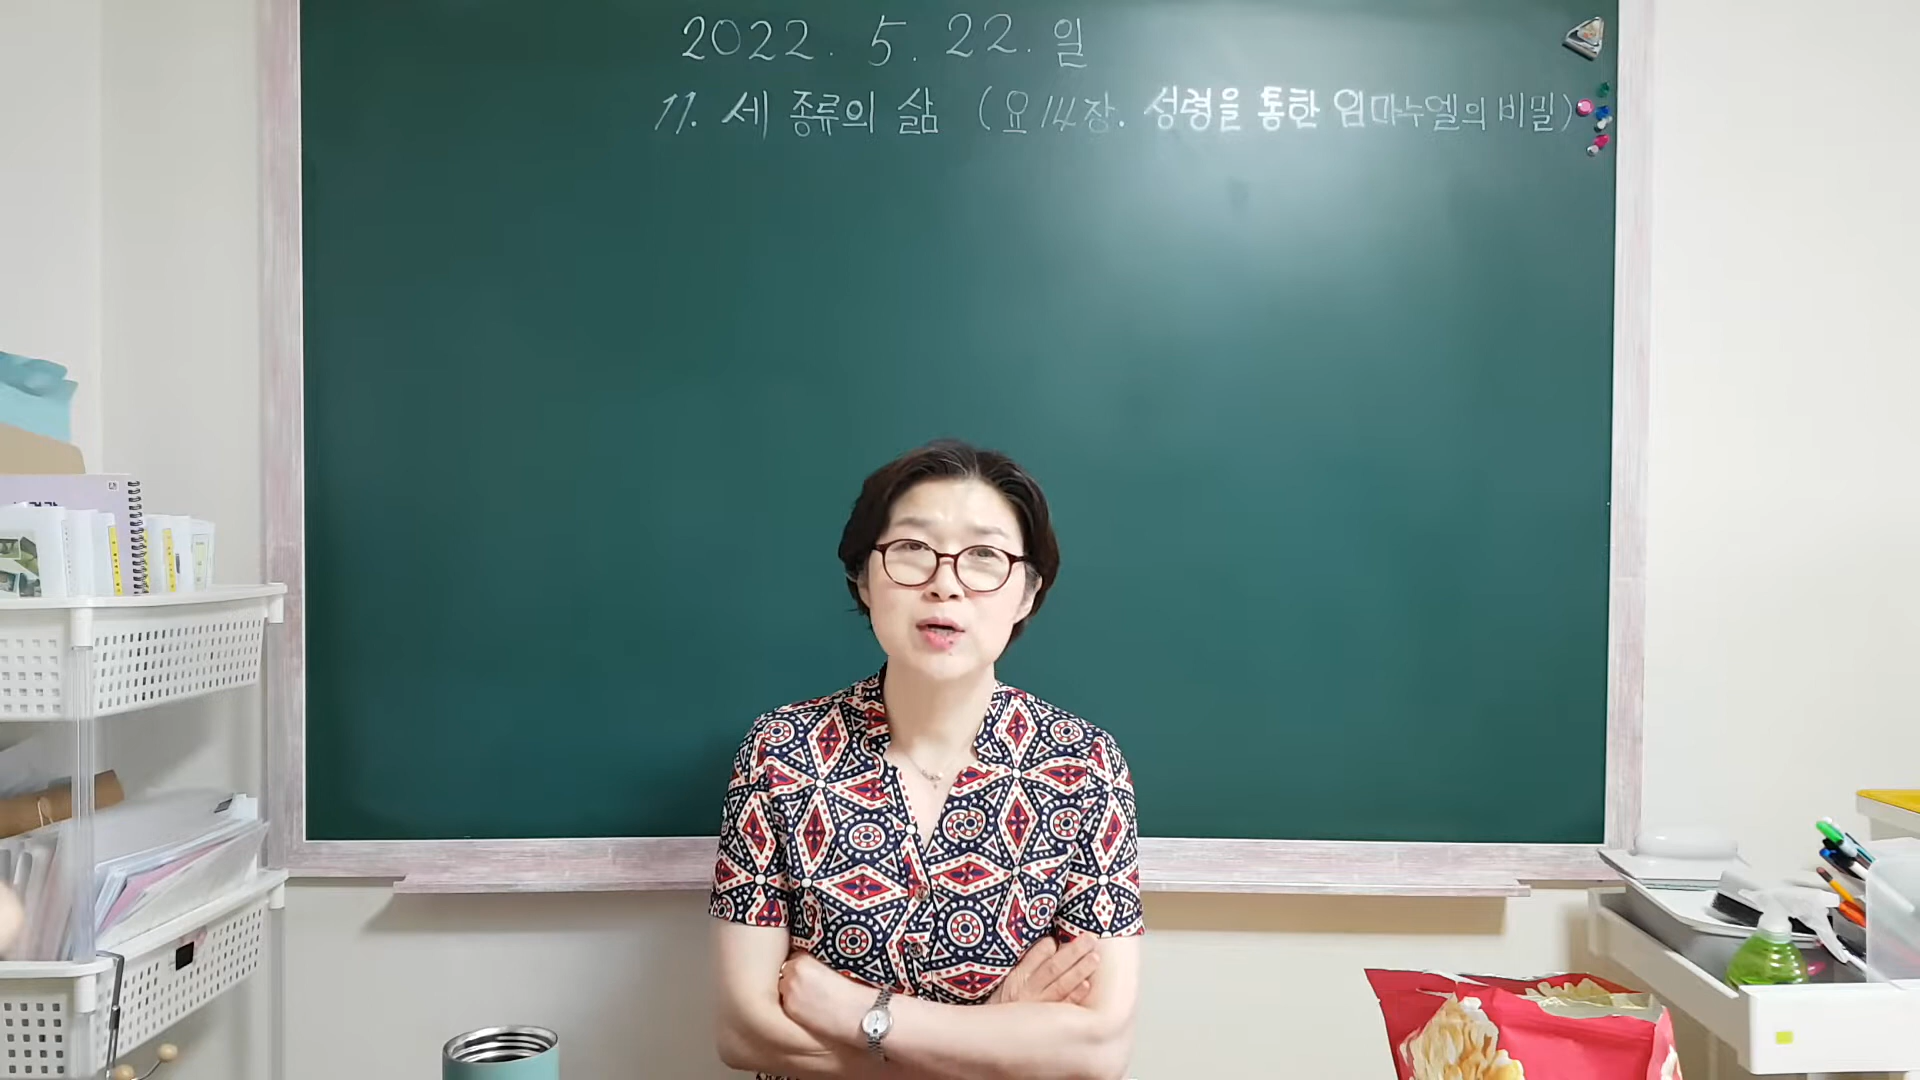 2022. 5. 22. 일
11. 세 종류의 삶 (요 14장. 성령을 통한 임마누엘의 비밀)